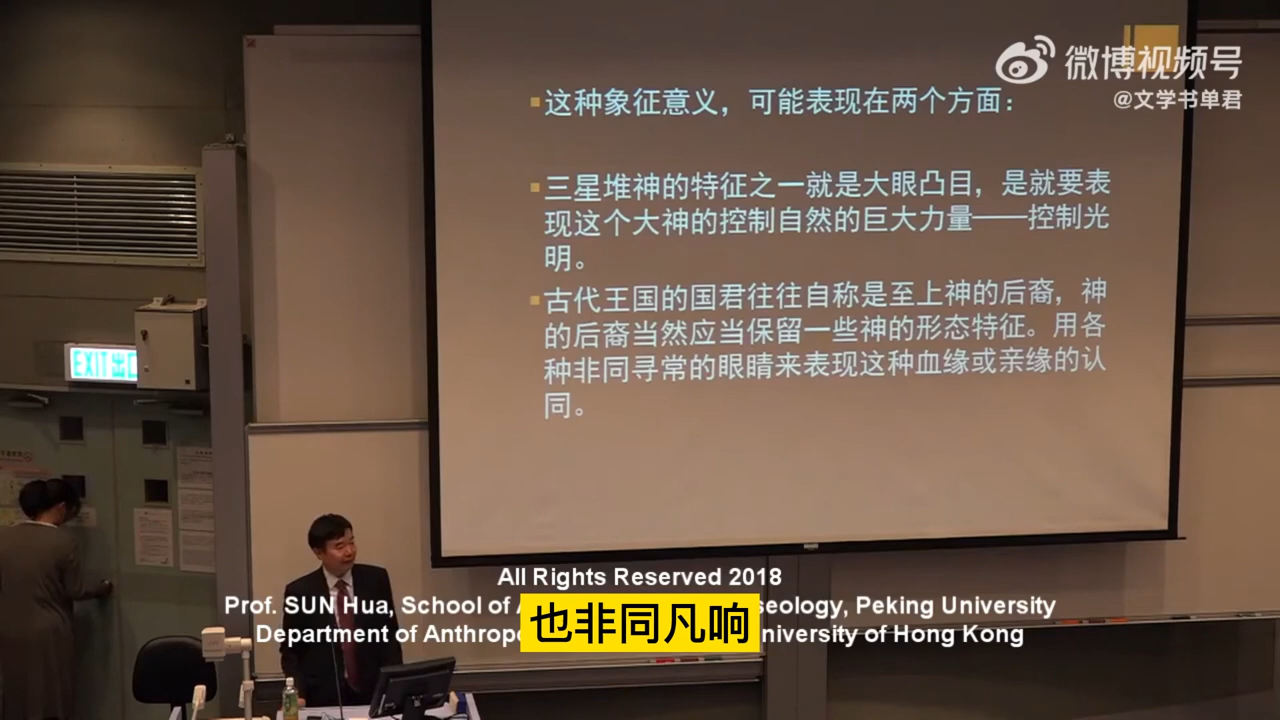 微博视频号
@文学书单君
这种象征意义，可能表现在两个方面：
三星堆神的特征之一就是大眼凸目，是就要表
现这个大神的控制自然的巨大力量——控制光
明。
古代王国的国君往往自称是至上神的后裔，神
的后裔当然应当保留一些神的形态特征。用各
种非同寻常的眼睛来表现这种血缘或亲缘的认
同。
EXIT 出口
All Rights Reserved 2018
Prof. SUN Hua, School of seology, Peking University
Department of Anthropo niversity of Hong Kong
也非同凡响